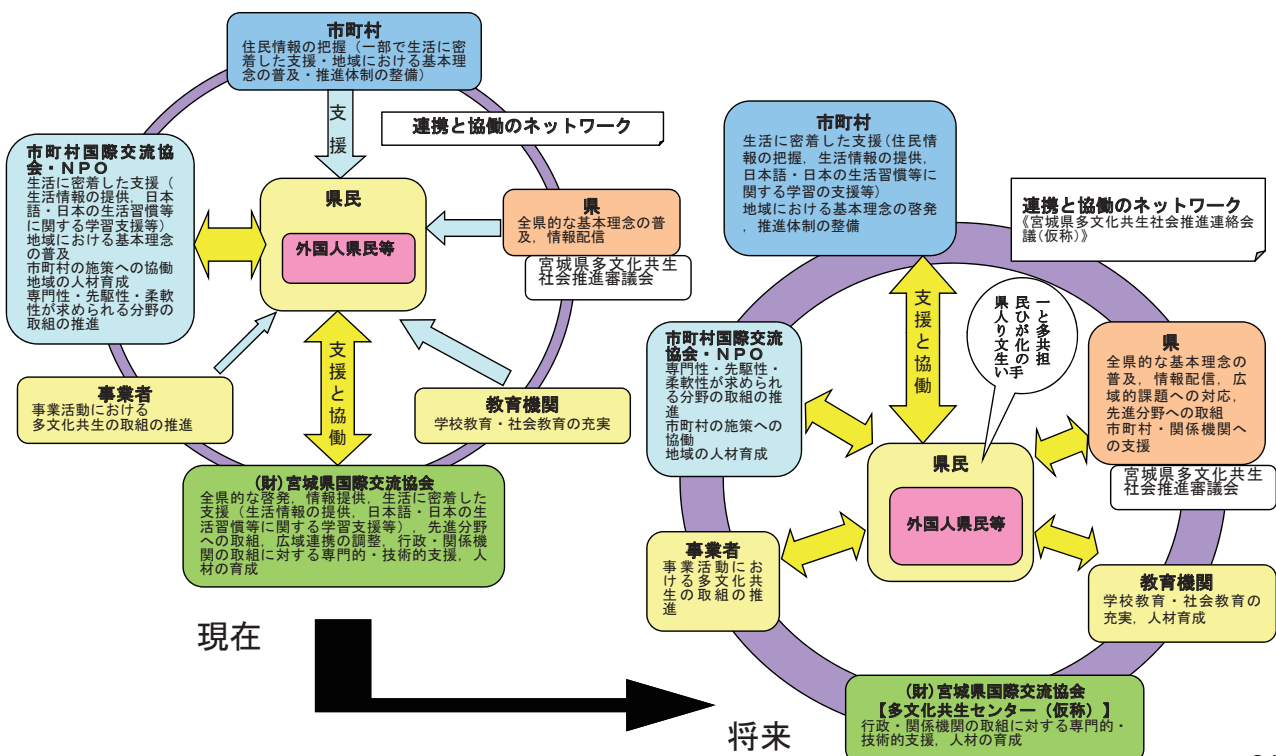 市町村
住民情報の把握（一部で生活に密
着した支援・地域における基本理
念の普及・推進体制の整備）
支援
連携と協働のネットワーク
市町村国際交流協
会・ＮＰＯ
生活に密着した支援（
生活情報の提供，日本
語・日本の生活習慣等
に関する学習支援等）
地域における基本理念
の普及
市町村の施策への協働
地域の人材育成
専門性・先駆性・柔軟
性が求められる分野の
取組の推進
県民
外国人県民等
県
全県的な基本理念の普
及，情報配信
宮城県多文化共生
社会推進審議会
事業者
事業活動における
多文化共生の取組の推進
支援と協働
教育機関
学校教育・社会教育の充実
(財)宮城県国際交流協会
全県的な啓発，情報提供，生活に密着した
支援（生活情報の提供，日本語・日本の生
活習慣等に関する学習支援等），先進分野
への取組，広域連携の調整，行政・関係機
関の取組に対する専門的・技術的支援，人
材の育成
現在
市町村
生活に密着した支援（住民情
報の把握，生活情報の提供，
日本語・日本の生活習慣等に
関する学習の支援等）
地域における基本理念の啓発
，推進体制の整備
連携と協働のネットワーク
《宮城県多文化共生社会推進連絡会
議(仮称)》
支援と協働
県民
一人ひとりが
多文化共生の
担い手
市町村国際交流
協会・ＮＰＯ
専門性・先駆性・
柔軟性が求められ
る分野の取組の推
進
市町村の施策への
協働
地域の人材育成
県
全県的な基本理念の
普及，情報配信，広
域的課題への対応，
先進分野への取組
市町村・関係機関へ
の支援
宮城県多文化共生
社会推進審議会
県民
外国人県民等
事業者
事業活動にお
ける多文化共
生の取組の推
進
教育機関
学校教育・社会教育の
充実，人材育成
(財)宮城県国際交流協会
【多文化共生センター（仮称）】
行政・関係機関の取組に対する専門的・
技術的支援，人材の育成
将来